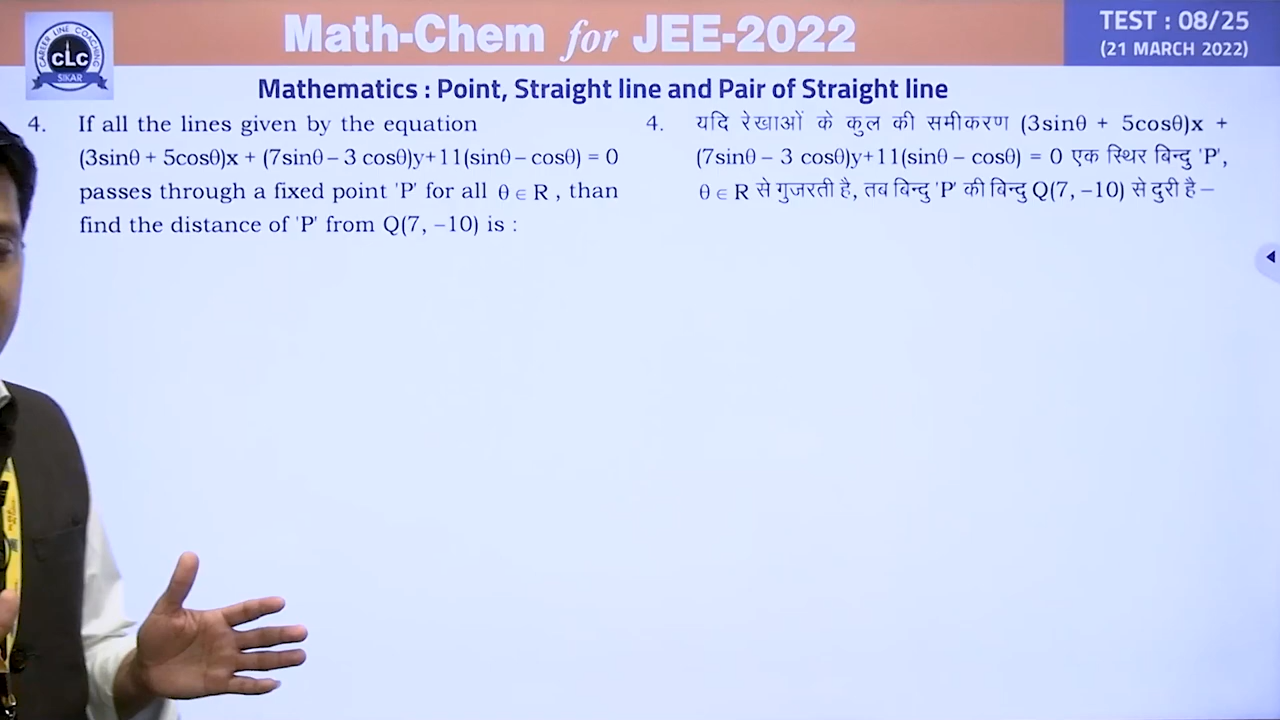 CAREER LINE COACHING
CLC
SIKAR
Math-Chem for JEE-2022
TEST : 08/25
(21 MARCH 2022)
Mathematics : Point, Straight line and Pair of Straight line
4. If all the lines given by the equation
(3sinθ + 5cosθ)x + (7sinθ – 3 cosθ)y+11(sinθ – cosθ) = 0
passes through a fixed point 'P' for all θ ∈ R , than
find the distance of 'P' from Q(7, –10) is :
4. यदि रेखाओं के कुल की समीकरण (3sinθ + 5cosθ)x +
(7sinθ – 3 cosθ)y+11(sinθ – cosθ) = 0 एक स्थिर बिन्दु 'P',
θ ∈ R से गुजरती है, तब बिन्दु 'P' की बिन्दु Q(7, –10) से दुरी है –